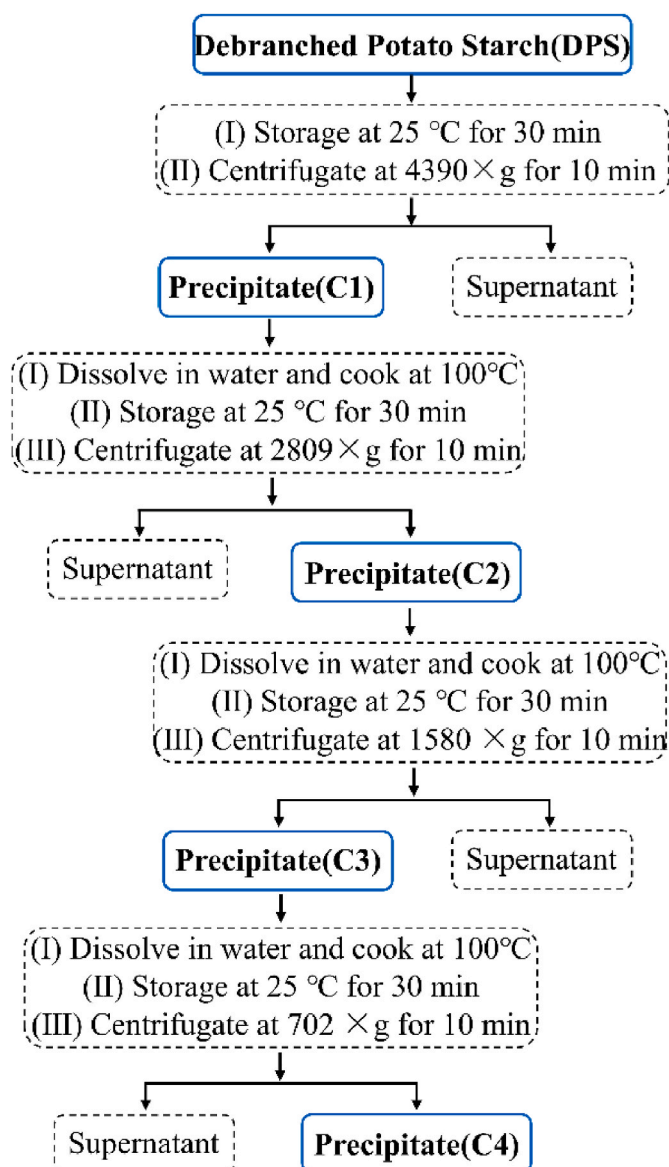 Debranched Potato Starch(DPS)
(I) Storage at 25 °C for 30 min
(II) Centrifugate at 4390×g for 10 min
Precipitate(C1)
Supernatant
(I) Dissolve in water and cook at 100°C
(II) Storage at 25 °C for 30 min
(III) Centrifugate at 2809×g for 10 min
Supernatant
Precipitate(C2)
(I) Dissolve in water and cook at 100°C
(II) Storage at 25 °C for 30 min
(III) Centrifugate at 1580 ×g for 10 min
Precipitate(C3)
Supernatant
(I) Dissolve in water and cook at 100°C
(II) Storage at 25 °C for 30 min
(III) Centrifugate at 702 ×g for 10 min
Supernatant
Precipitate(C4)